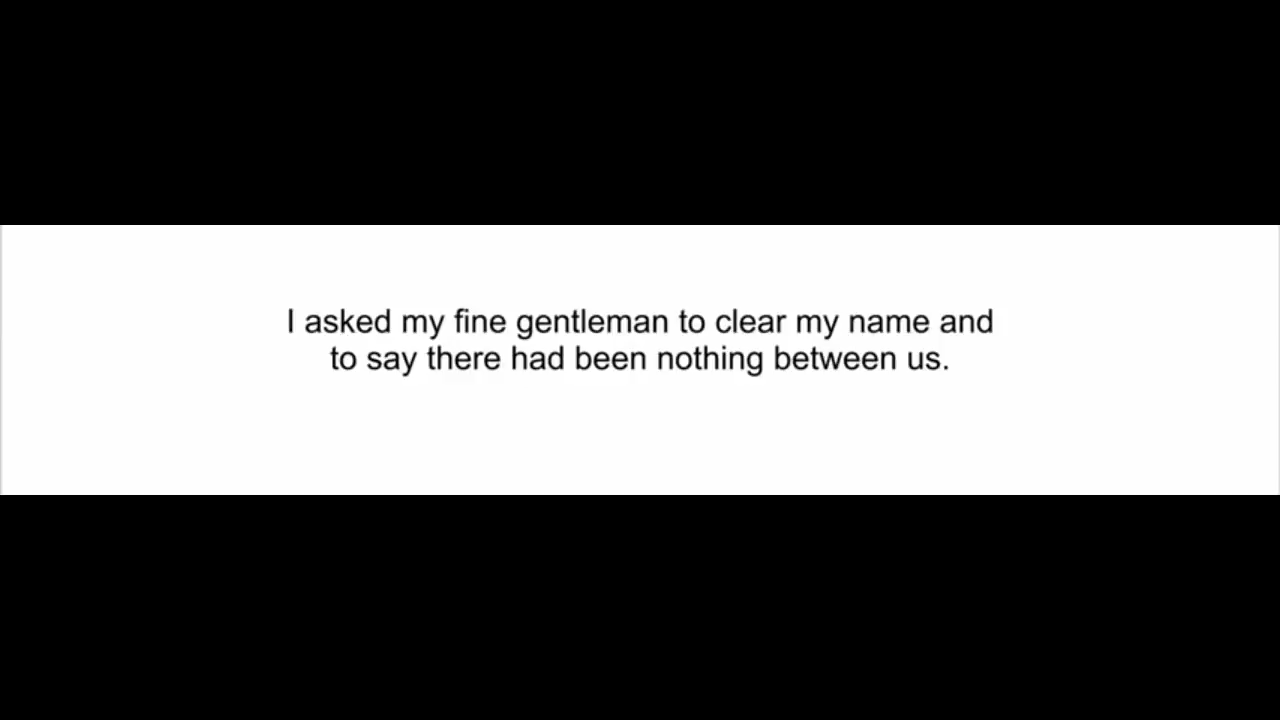 I asked my fine gentleman to clear my name and
to say there had been nothing between us.